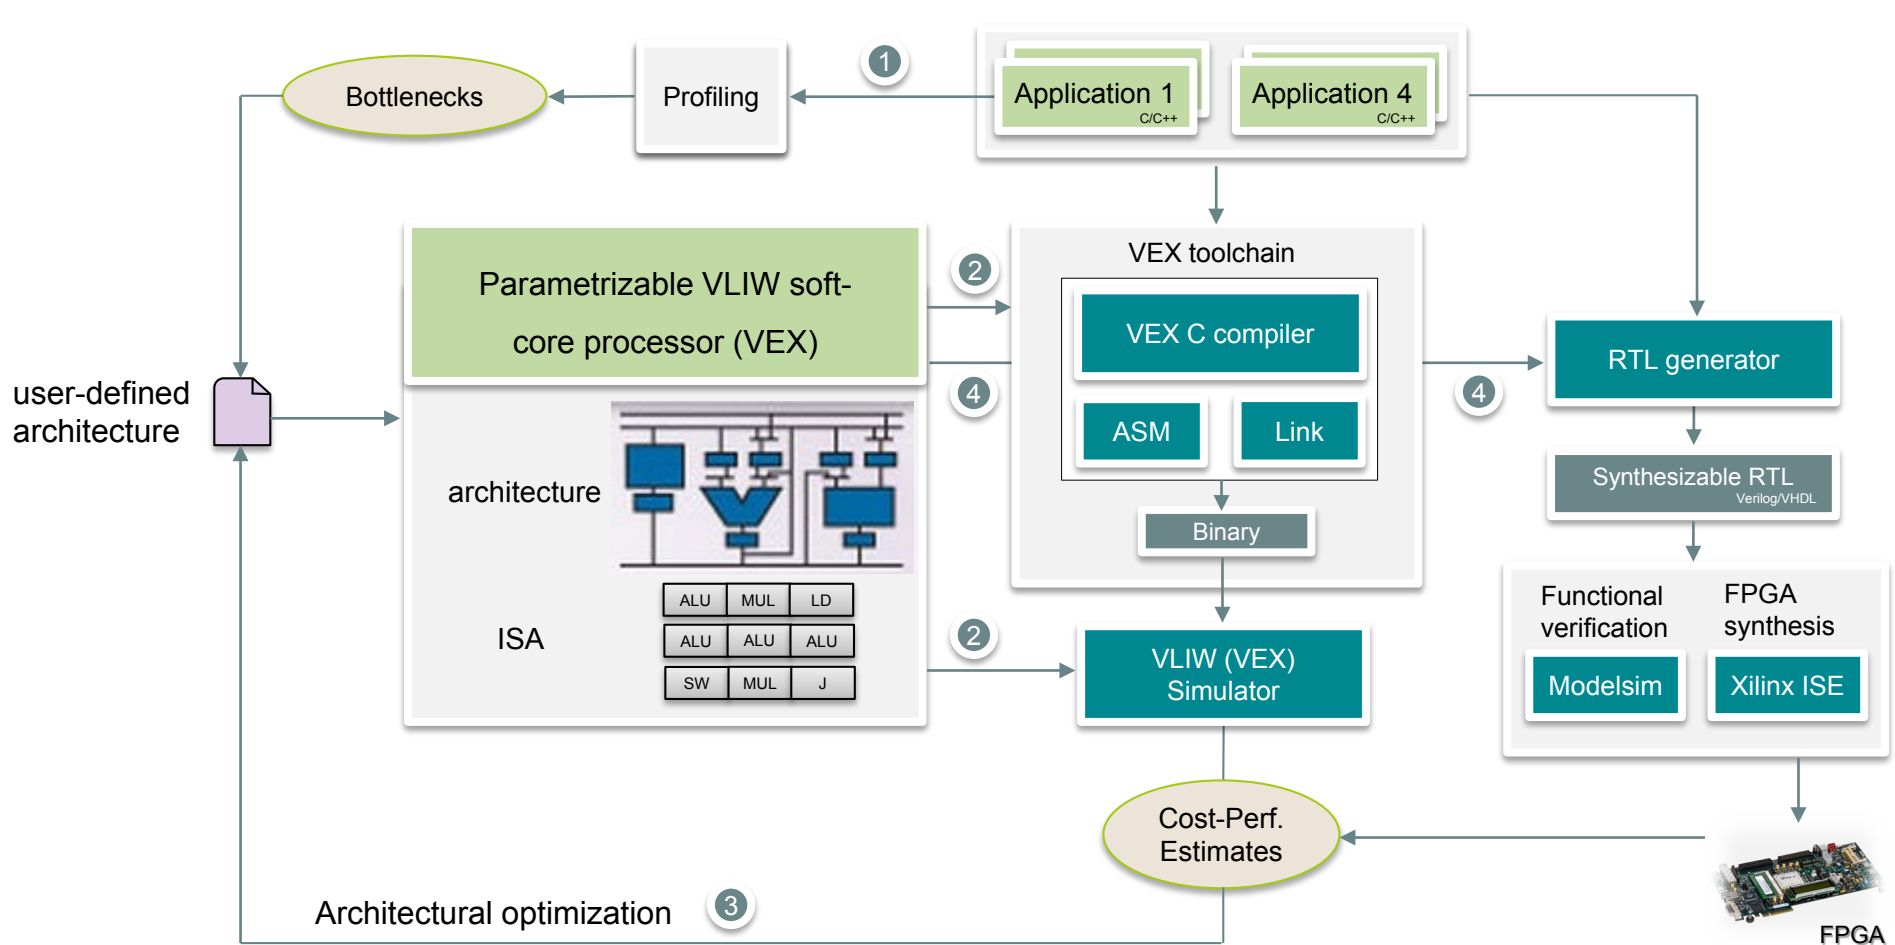 1
Bottlenecks
Profiling
Application 1
C/C++
Application 4
C/C++
Parametrizable VLIW soft-
core processor (VEX)
2
4
VEX toolchain
VEX C compiler
ASM
Link
Binary
4
RTL generator
Synthesizable RTL
Verilog/VHDL
user-defined
architecture
architecture
ISA
ALU MUL LD
ALU ALU ALU
SW MUL J
2
VLIW (VEX)
Simulator
Functional
verification
Modelsim
FPGA
synthesis
Xilinx ISE
Cost-Perf.
Estimates
Architectural optimization
3
FPGA